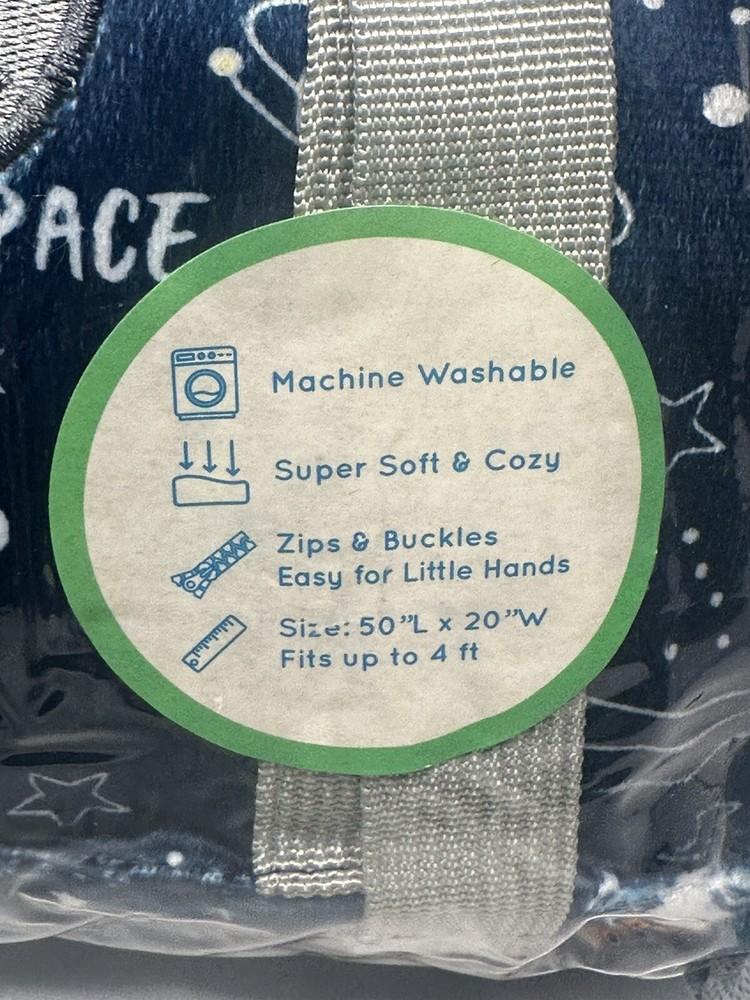 PACE
Machine Washable
Super Soft & Cozy
Zips & Buckles
Easy for Little Hands
Size: 50”L x 20”W
Fits up to 4 ft